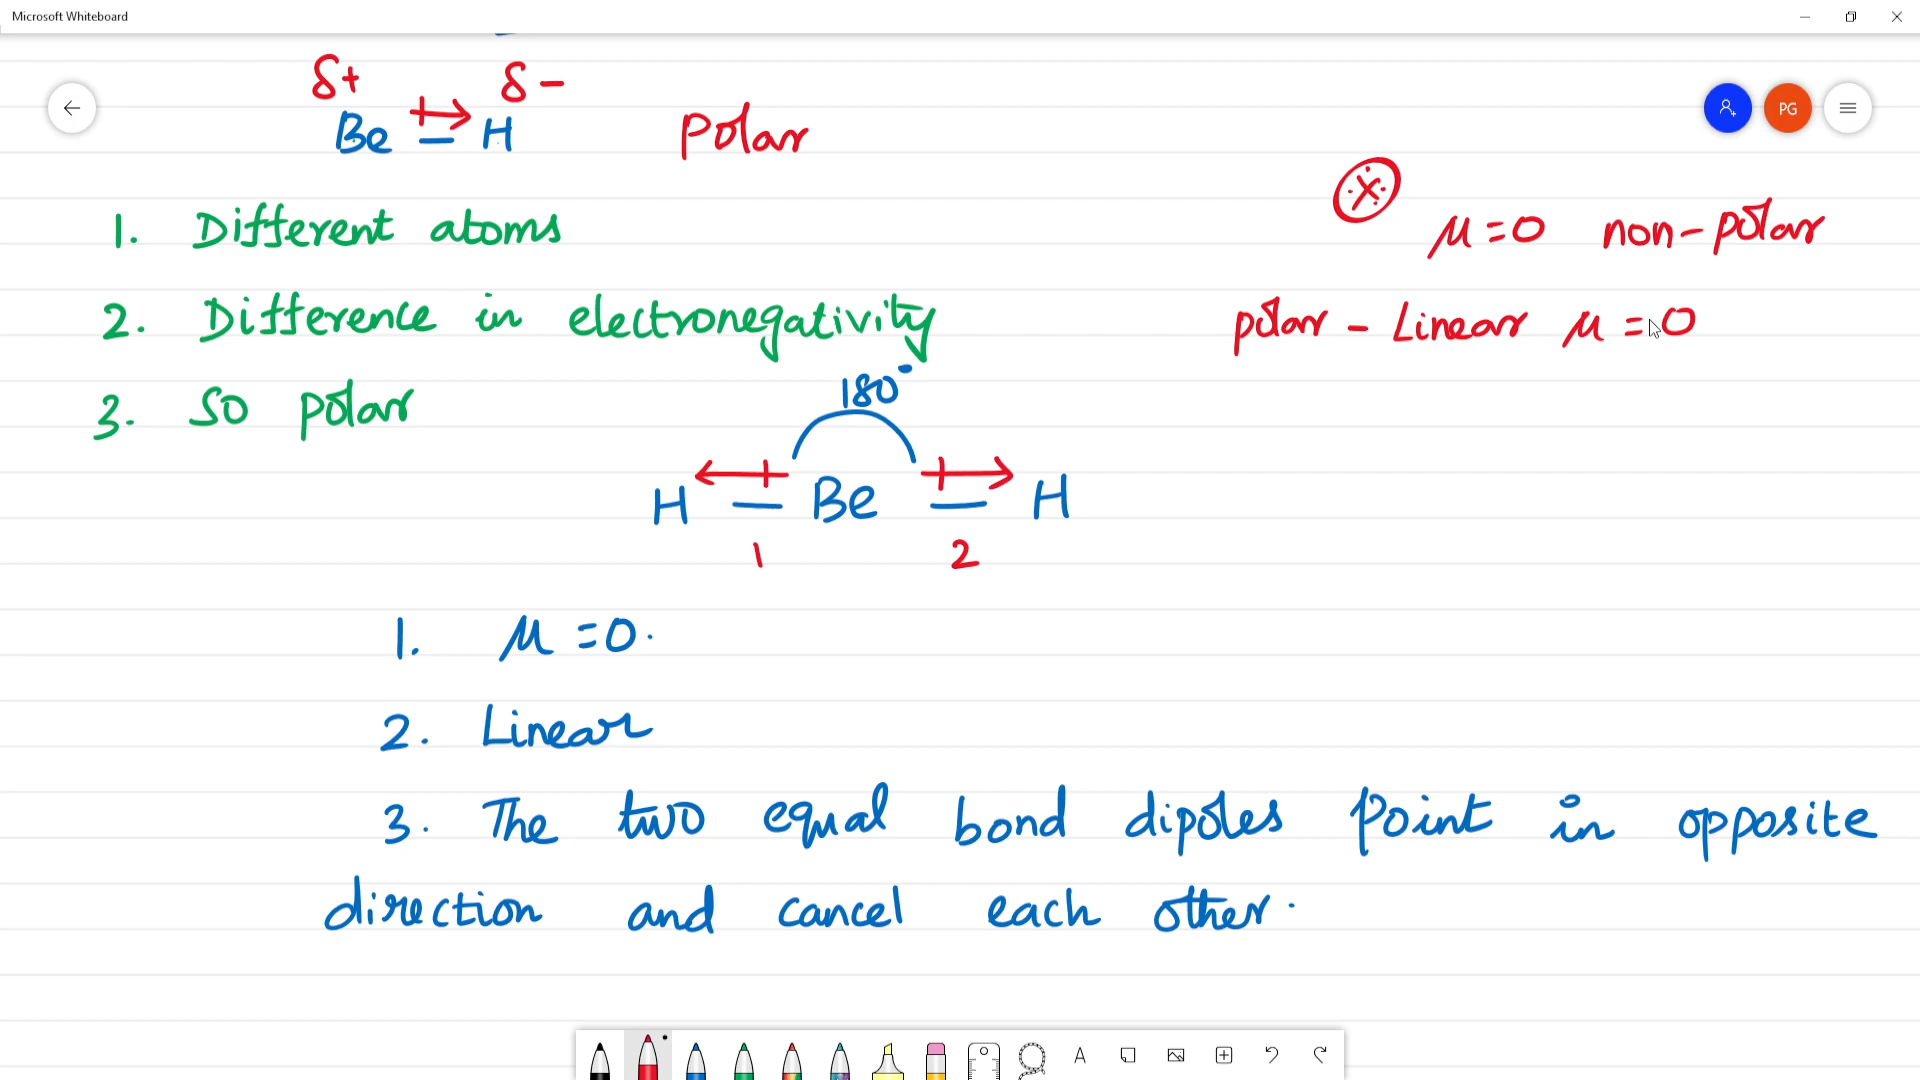 Microsoft Whiteboard
δ+ δ-
Be - H Polar
PG
1. Different atoms
μ=0 non-polar
2. Difference in electronegativity
polar - Linear μ = 0
3. So polar
180°
H - Be - H
1 2
1. μ =0.
2. Linear
3. The two equal bond dipoles point in opposite
direction and cancel each other.
A